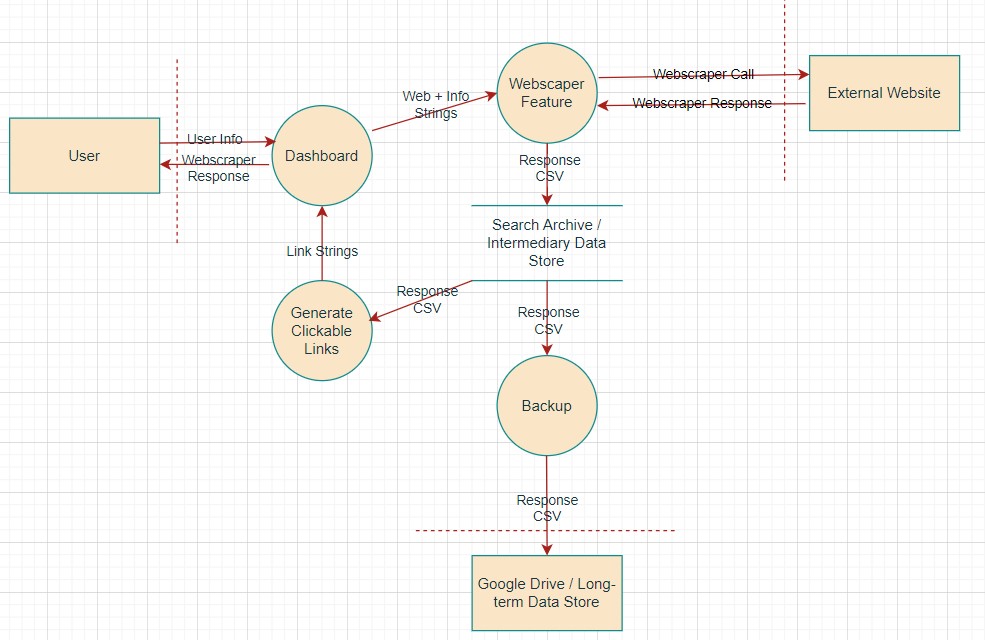 User
User Info
Webscraper
Response
Dashboard
Web + Info
Strings
Webscaper
Feature
Webscraper Call
Webscraper Response
External Website
Response
CSV
Search Archive /
Intermediary Data
Store
Link Strings
Response
CSV
Response
CSV
Generate
Clickable
Links
Backup
Response
CSV
Google Drive / Long-
term Data Store